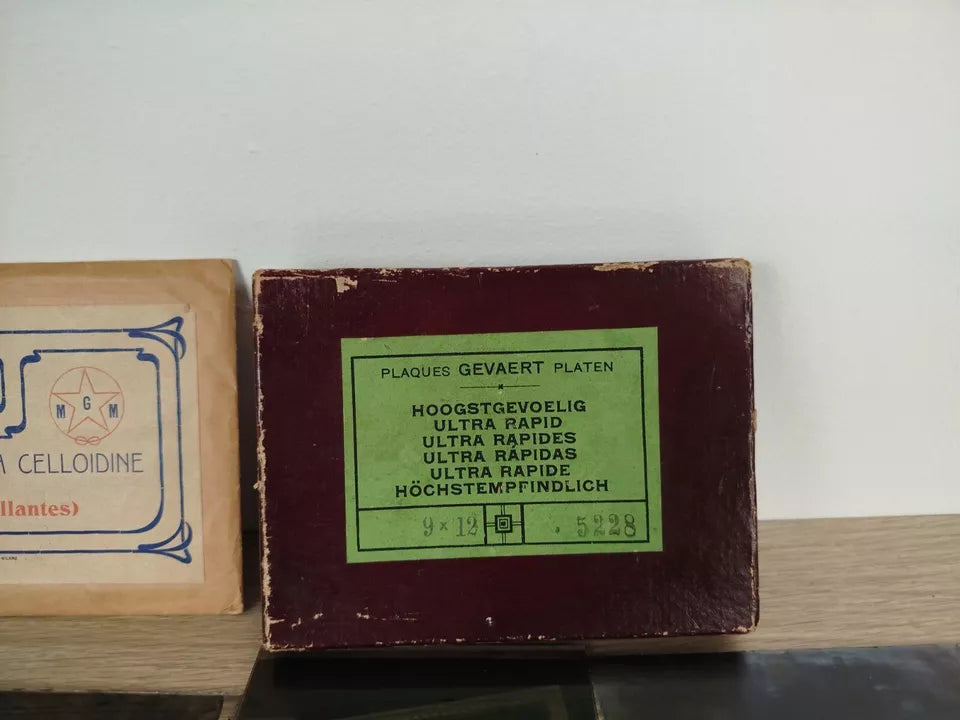 M G M
A CELLOIDINE
llantes)
PLAQUES GEVAERT PLATEN
HOOGSTGEVOELIG
ULTRA RAPID
ULTRA RAPIDES
ULTRA RÁPIDAS
ULTRA RAPIDE
HÖCHSTEMPFINDLICH
9 x 12 . 5228